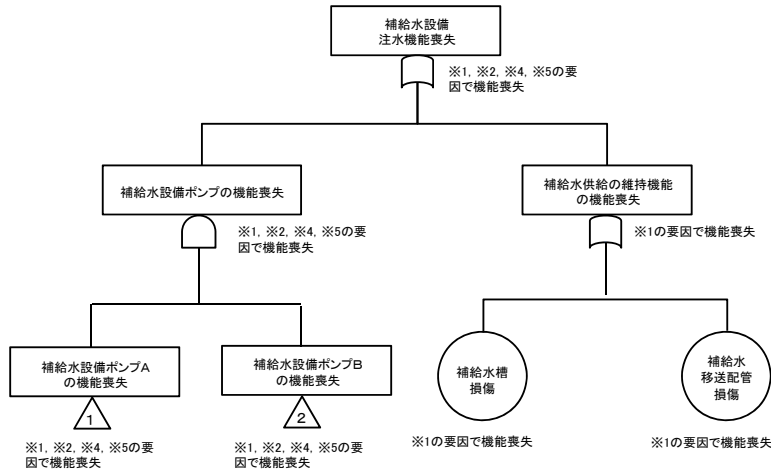 補給水設備
注水機能喪失
※1, ※2, ※4, ※5の要
因で機能喪失
補給水設備ポンプの機能喪失
※1, ※2, ※4, ※5の要
因で機能喪失
補給水供給の維持機能
の機能喪失
※1の要因で機能喪失
補給水設備ポンプA
の機能喪失
1
※1, ※2, ※4, ※5の要
因で機能喪失
補給水設備ポンプB
の機能喪失
2
※1, ※2, ※4, ※5の要
因で機能喪失
補給水槽
損傷
※1の要因で機能喪失
補給水
移送配管
損傷
※1の要因で機能喪失